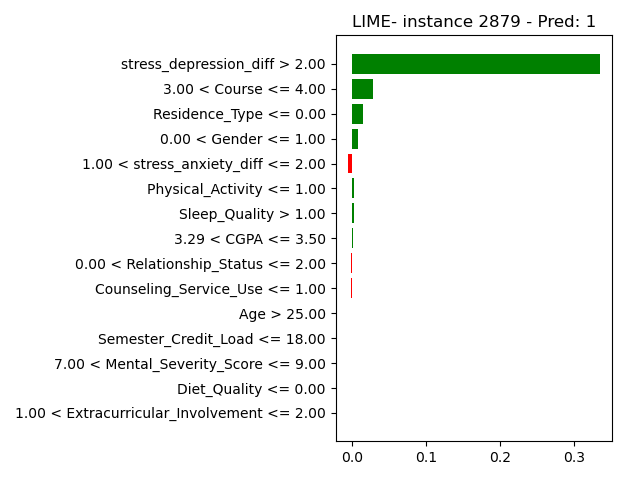 LIME- instance 2879 - Pred: 1
stress_depression_diff > 2.00
3.00 < Course <= 4.00
Residence_Type <= 0.00
0.00 < Gender <= 1.00
1.00 < stress_anxiety_diff <= 2.00
Physical_Activity <= 1.00
Sleep_Quality > 1.00
3.29 < CGPA <= 3.50
0.00 < Relationship_Status <= 2.00
Counseling_Service_Use <= 1.00
Age > 25.00
Semester_Credit_Load <= 18.00
7.00 < Mental_Severity_Score <= 9.00
Diet_Quality <= 0.00
1.00 < Extracurricular_Involvement <= 2.00
0.0 0.1 0.2 0.3